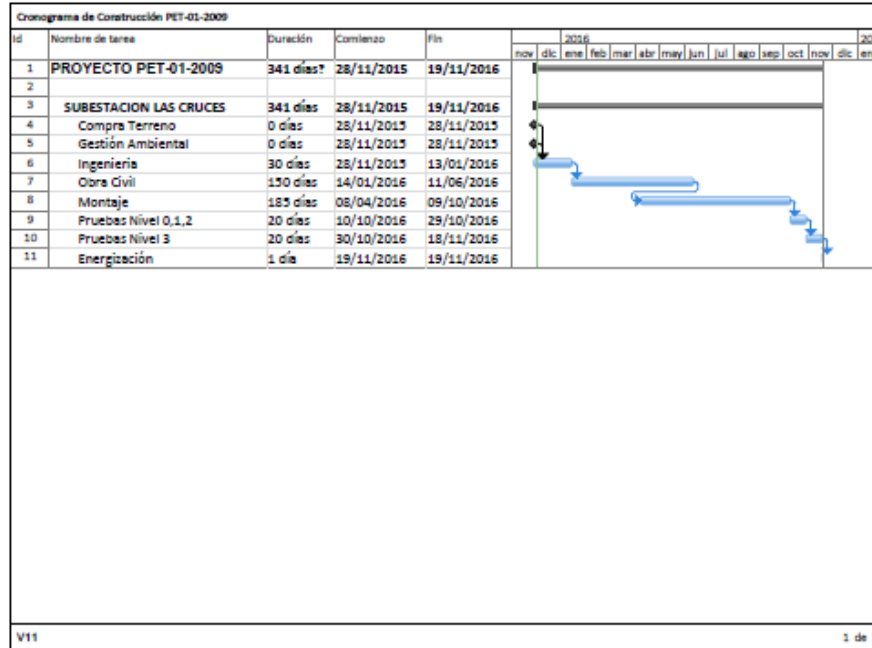 Cronograma de Construcción PET-01-2009
Id Nombre de tarea Duración Comienzo Fin 2016 20
nov dic ene feb mar abr may jun jul ago sep oct nov dic en
1 PROYECTO PET-01-2009 341 días? 28/11/2015 19/11/2016
2
3 SUBESTACION LAS CRUCES 341 días 28/11/2015 19/11/2016
4 Compra Terreno 0 días 28/11/2015 28/11/2015
5 Gestión Ambiental 0 días 28/11/2015 28/11/2015
6 Ingenieria 30 días 28/11/2015 13/01/2016
7 Obra Civil 150 días 14/01/2016 11/06/2016
8 Montaje 185 días 08/04/2016 09/10/2016
9 Pruebas Nivel 0,1,2 20 días 10/10/2016 29/10/2016
10 Pruebas Nivel 3 20 días 30/10/2016 18/11/2016
11 Energización 1 día 19/11/2016 19/11/2016
V11 1 de